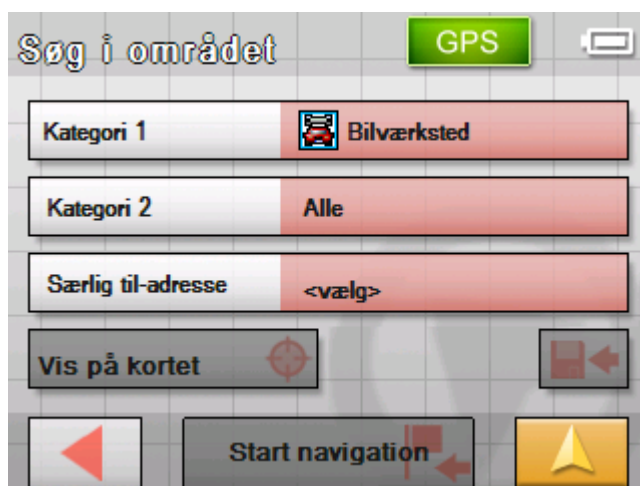 Søg i området
GPS
Kategori 1
Bilværksted
Kategori 2
Alle
Særlig til-adresse
<vælg>
Vis på kortet
Start navigation